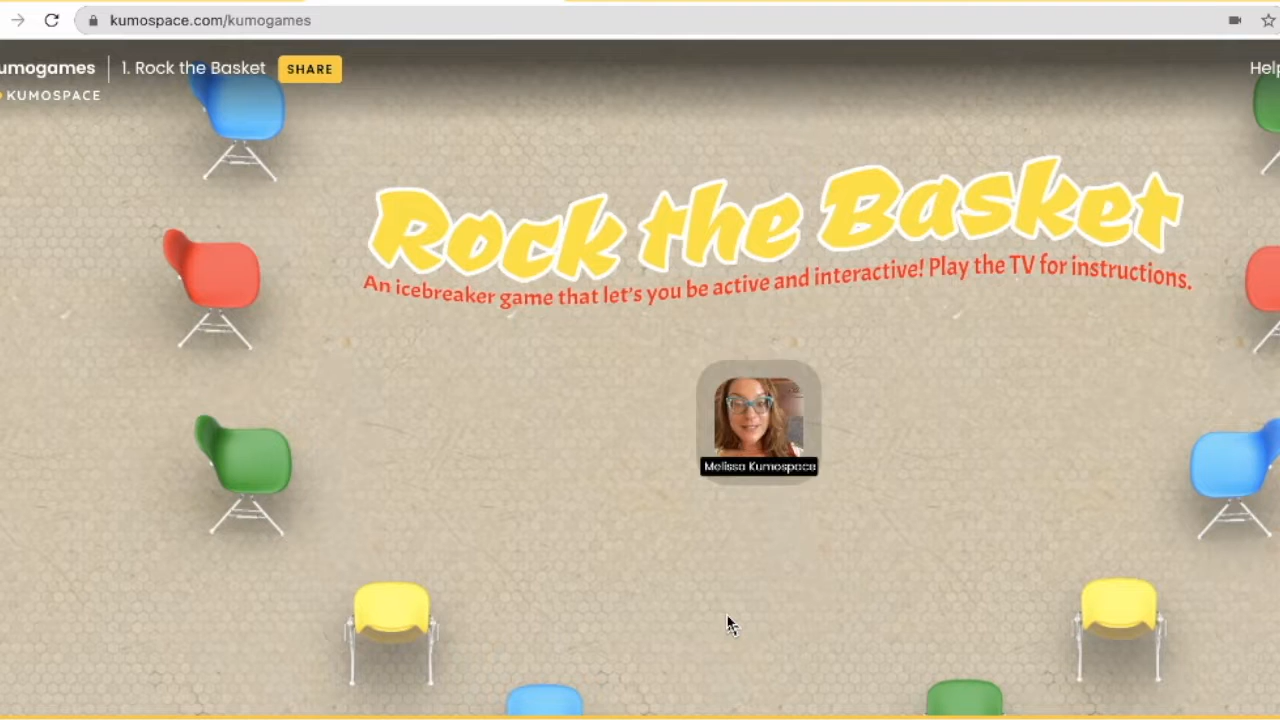 kumospace.com/kumogames
umogames
1. Rock the Basket
SHARE
Help
KUMOSPACE
Rock the Basket
An icebreaker game that let's you be active and interactive! Play the TV for instructions.
Melissa Kumospace